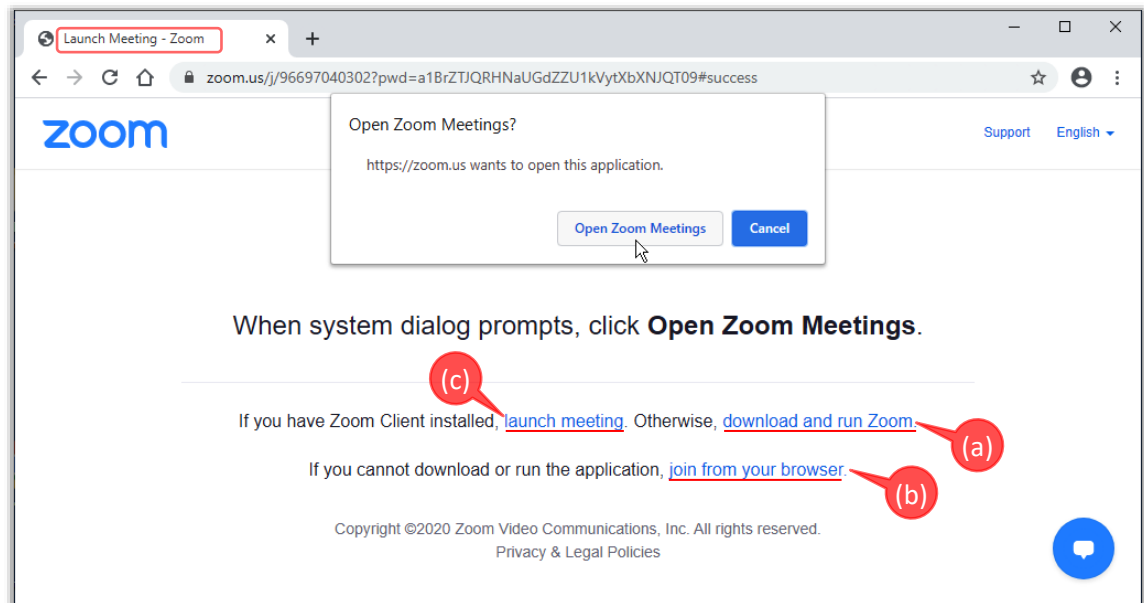 Launch Meeting - Zoom
zoom.us/j/96697040302?pwd=a1BrZTJQRHNaUGdZZU1kVytXbXNJQT09#success
zoom
Support English
Open Zoom Meetings?
https://zoom.us wants to open this application.
Open Zoom Meetings Cancel
When system dialog prompts, click Open Zoom Meetings.
(c)
If you have Zoom Client installed, launch meeting. Otherwise, download and run Zoom.
(a)
If you cannot download or run the application, join from your browser.
(b)
Copyright ©2020 Zoom Video Communications, Inc. All rights reserved.
Privacy & Legal Policies